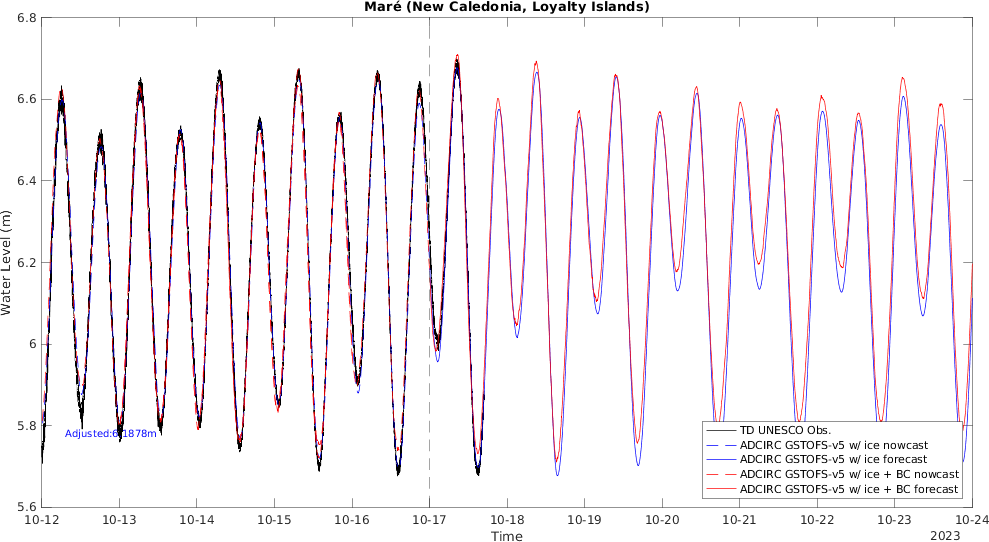 Maré (New Caledonia, Loyalty Islands)
6.8
6.6
6.4
6.2
6
5.8
5.6
Water Level (m)
Adjusted:6.1878m
TD UNESCO Obs.
ADCIRC GSTOFS-v5 w/ ice nowcast
ADCIRC GSTOFS-v5 w/ ice forecast
ADCIRC GSTOFS-v5 w/ ice + BC nowcast
ADCIRC GSTOFS-v5 w/ ice + BC forecast
10-12 10-13 10-14 10-15 10-16 10-17 10-18 10-19 10-20 10-21 10-22 10-23 10-24
Time
2023